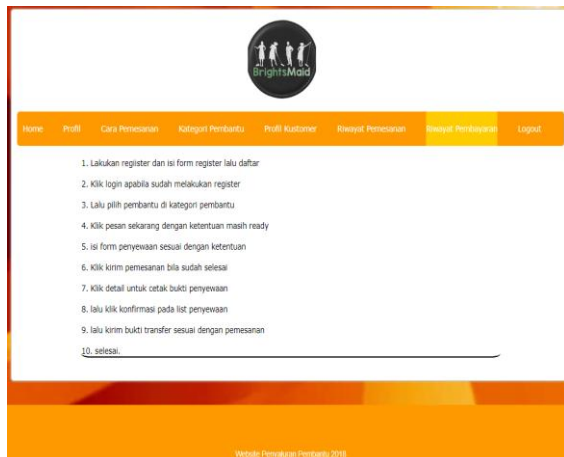 BrightsMaid
Home Profil Cara Pemesanan Kategori Pembantu Profil Kustomer Riwayat Pemesanan Riwayat Pembayaran Logout
1. Lakukan regiister dan isi form register lalu daftar
2. Klik login apabila sudah melakukan register
3. Lalu pilih pembantu di kategori pembantu
4. Klik pesan sekarang dengan ketentuan masih ready
5. isi form penyewaan sesuai dengan ketentuan
6. Klik kirim pemesanan bila sudah selesai
7. Klik detail untuk cetak bukti penyewaan
8. lalu klik konfirmasi pada list penyewaan
9. lalu kirim bukti transfer sesuai dengan pemesanan
10. selesai.
Website Penyaluran Pembantu 2018